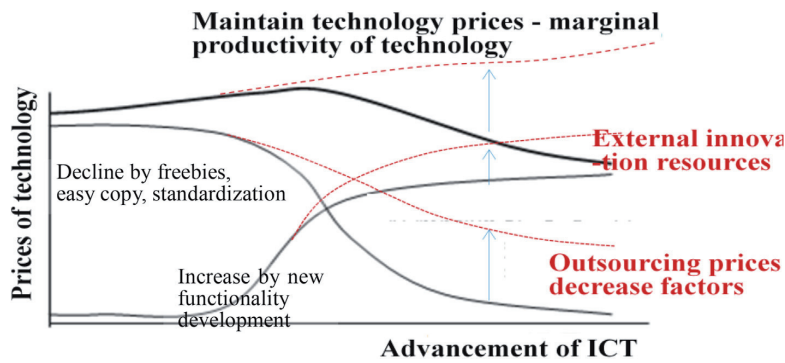 Maintain technology prices - marginal
productivity of technology
Prices of technology
External innova
-tion resources
Decline by freebies,
easy copy, standardization
Outsourcing prices
decrease factors
Increase by new
functionality
development
Advancement of ICT